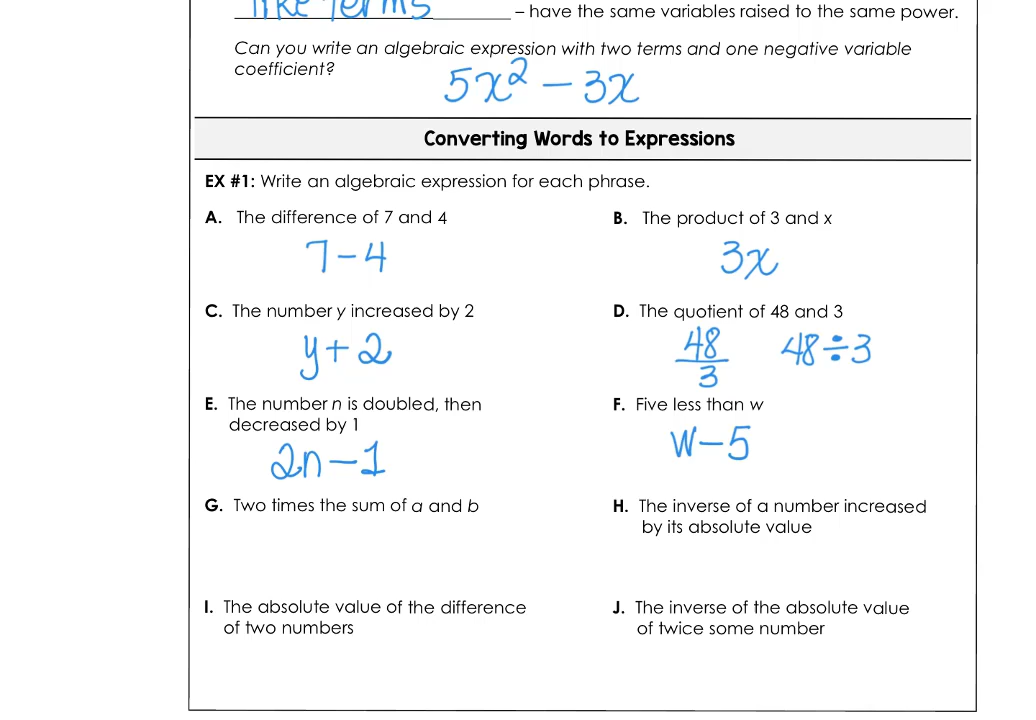 like terms – have the same variables raised to the same power.
Can you write an algebraic expression with two terms and one negative variable
coefficient?
5x² − 3x
Converting Words to Expressions
EX #1: Write an algebraic expression for each phrase.
A. The difference of 7 and 4
7−4
B. The product of 3 and x
3x
C. The number y increased by 2
y+2
D. The quotient of 48 and 3
48/3 48÷3
E. The number n is doubled, then
decreased by 1
2n−1
F. Five less than w
w−5
G. Two times the sum of a and b
H. The inverse of a number increased
by its absolute value
I. The absolute value of the difference
of two numbers
J. The inverse of the absolute value
of twice some number